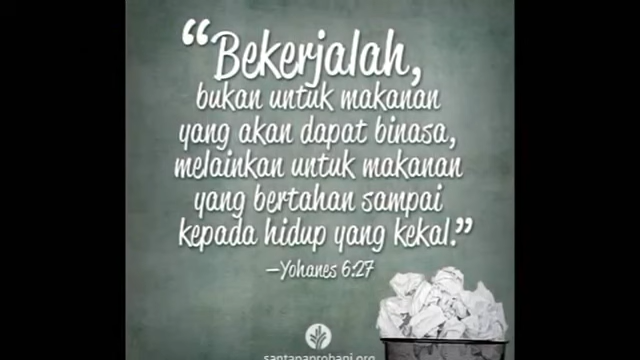 “Bekerjalah,
bukan untuk makanan
yang akan dapat binasa,
melainkan untuk makanan
yang bertahan sampai
kepada hidup yang kekal.”
—Yohanes 6:27
santapanrohani.org